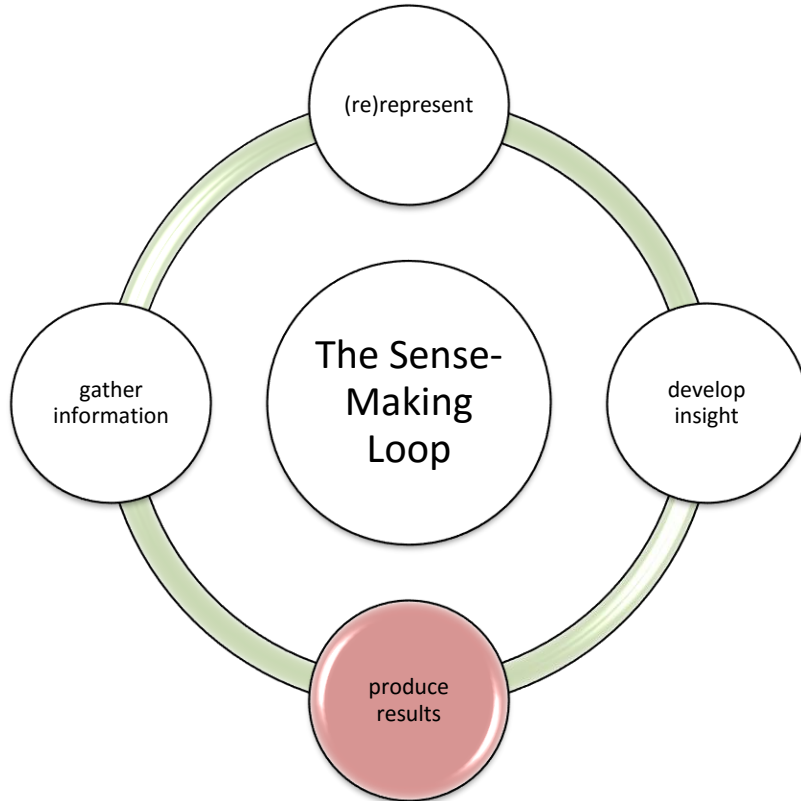 (re)represent
The Sense-
Making
Loop
gather
information
develop
insight
produce
results